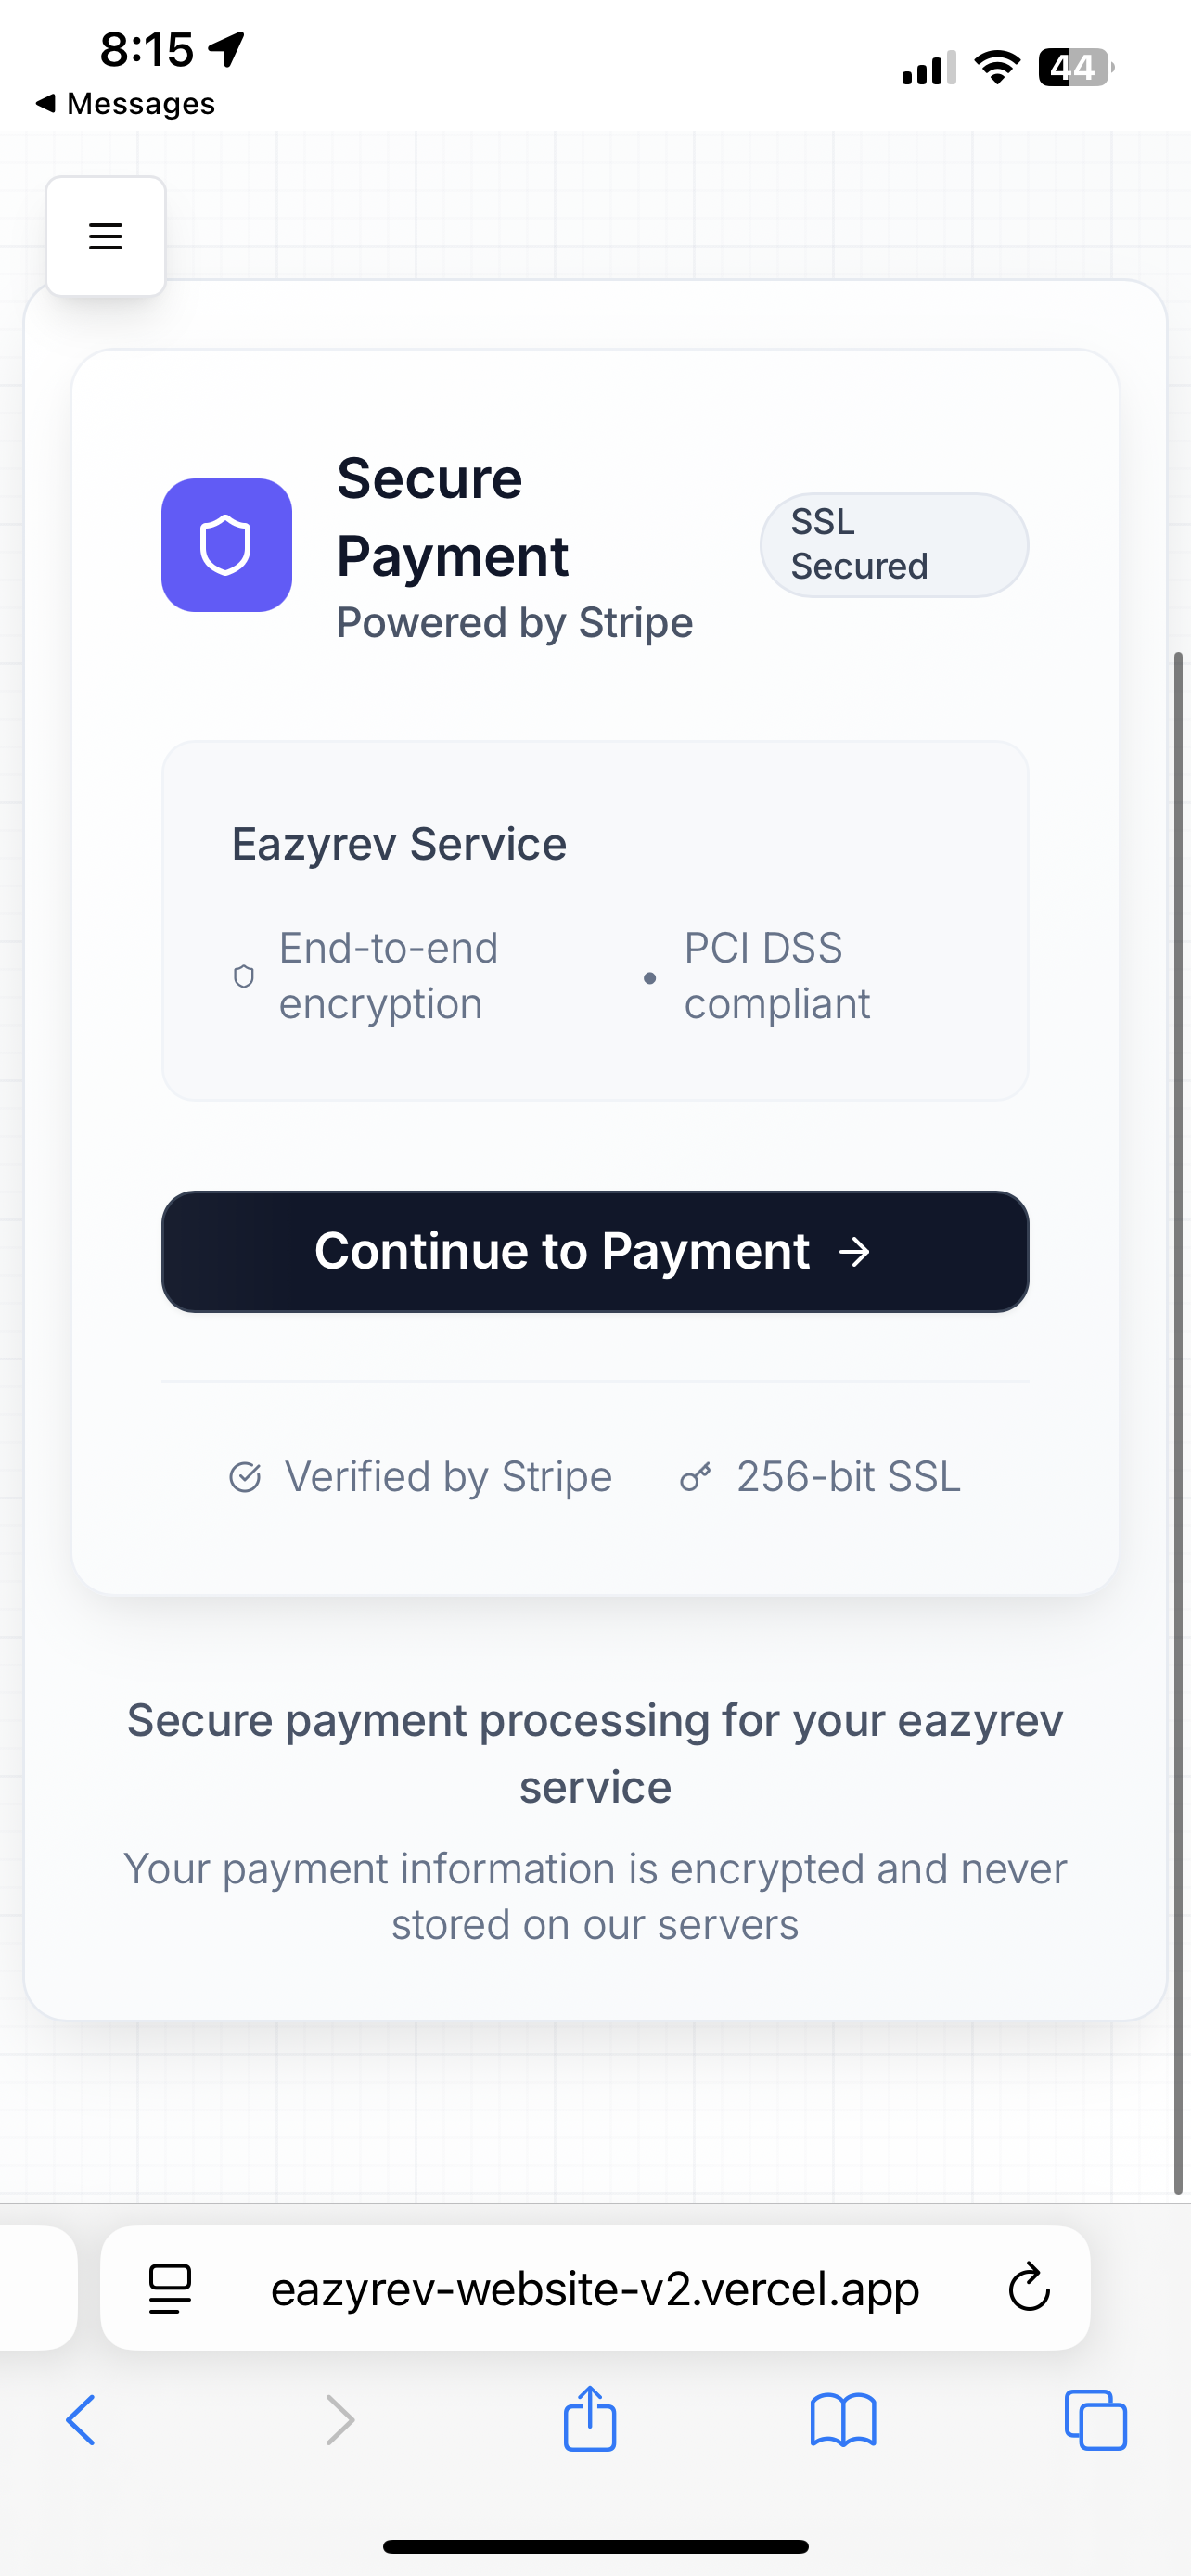 8:15
44
Messages
Secure
Payment
Powered by Stripe
SSL
Secured
Eazyrev Service
End-to-end
encryption
PCI DSS
compliant
Continue to Payment →
Verified by Stripe
256-bit SSL
Secure payment processing for your eazyrev
service
Your payment information is encrypted and never
stored on our servers
eazyrev-website-v2.vercel.app